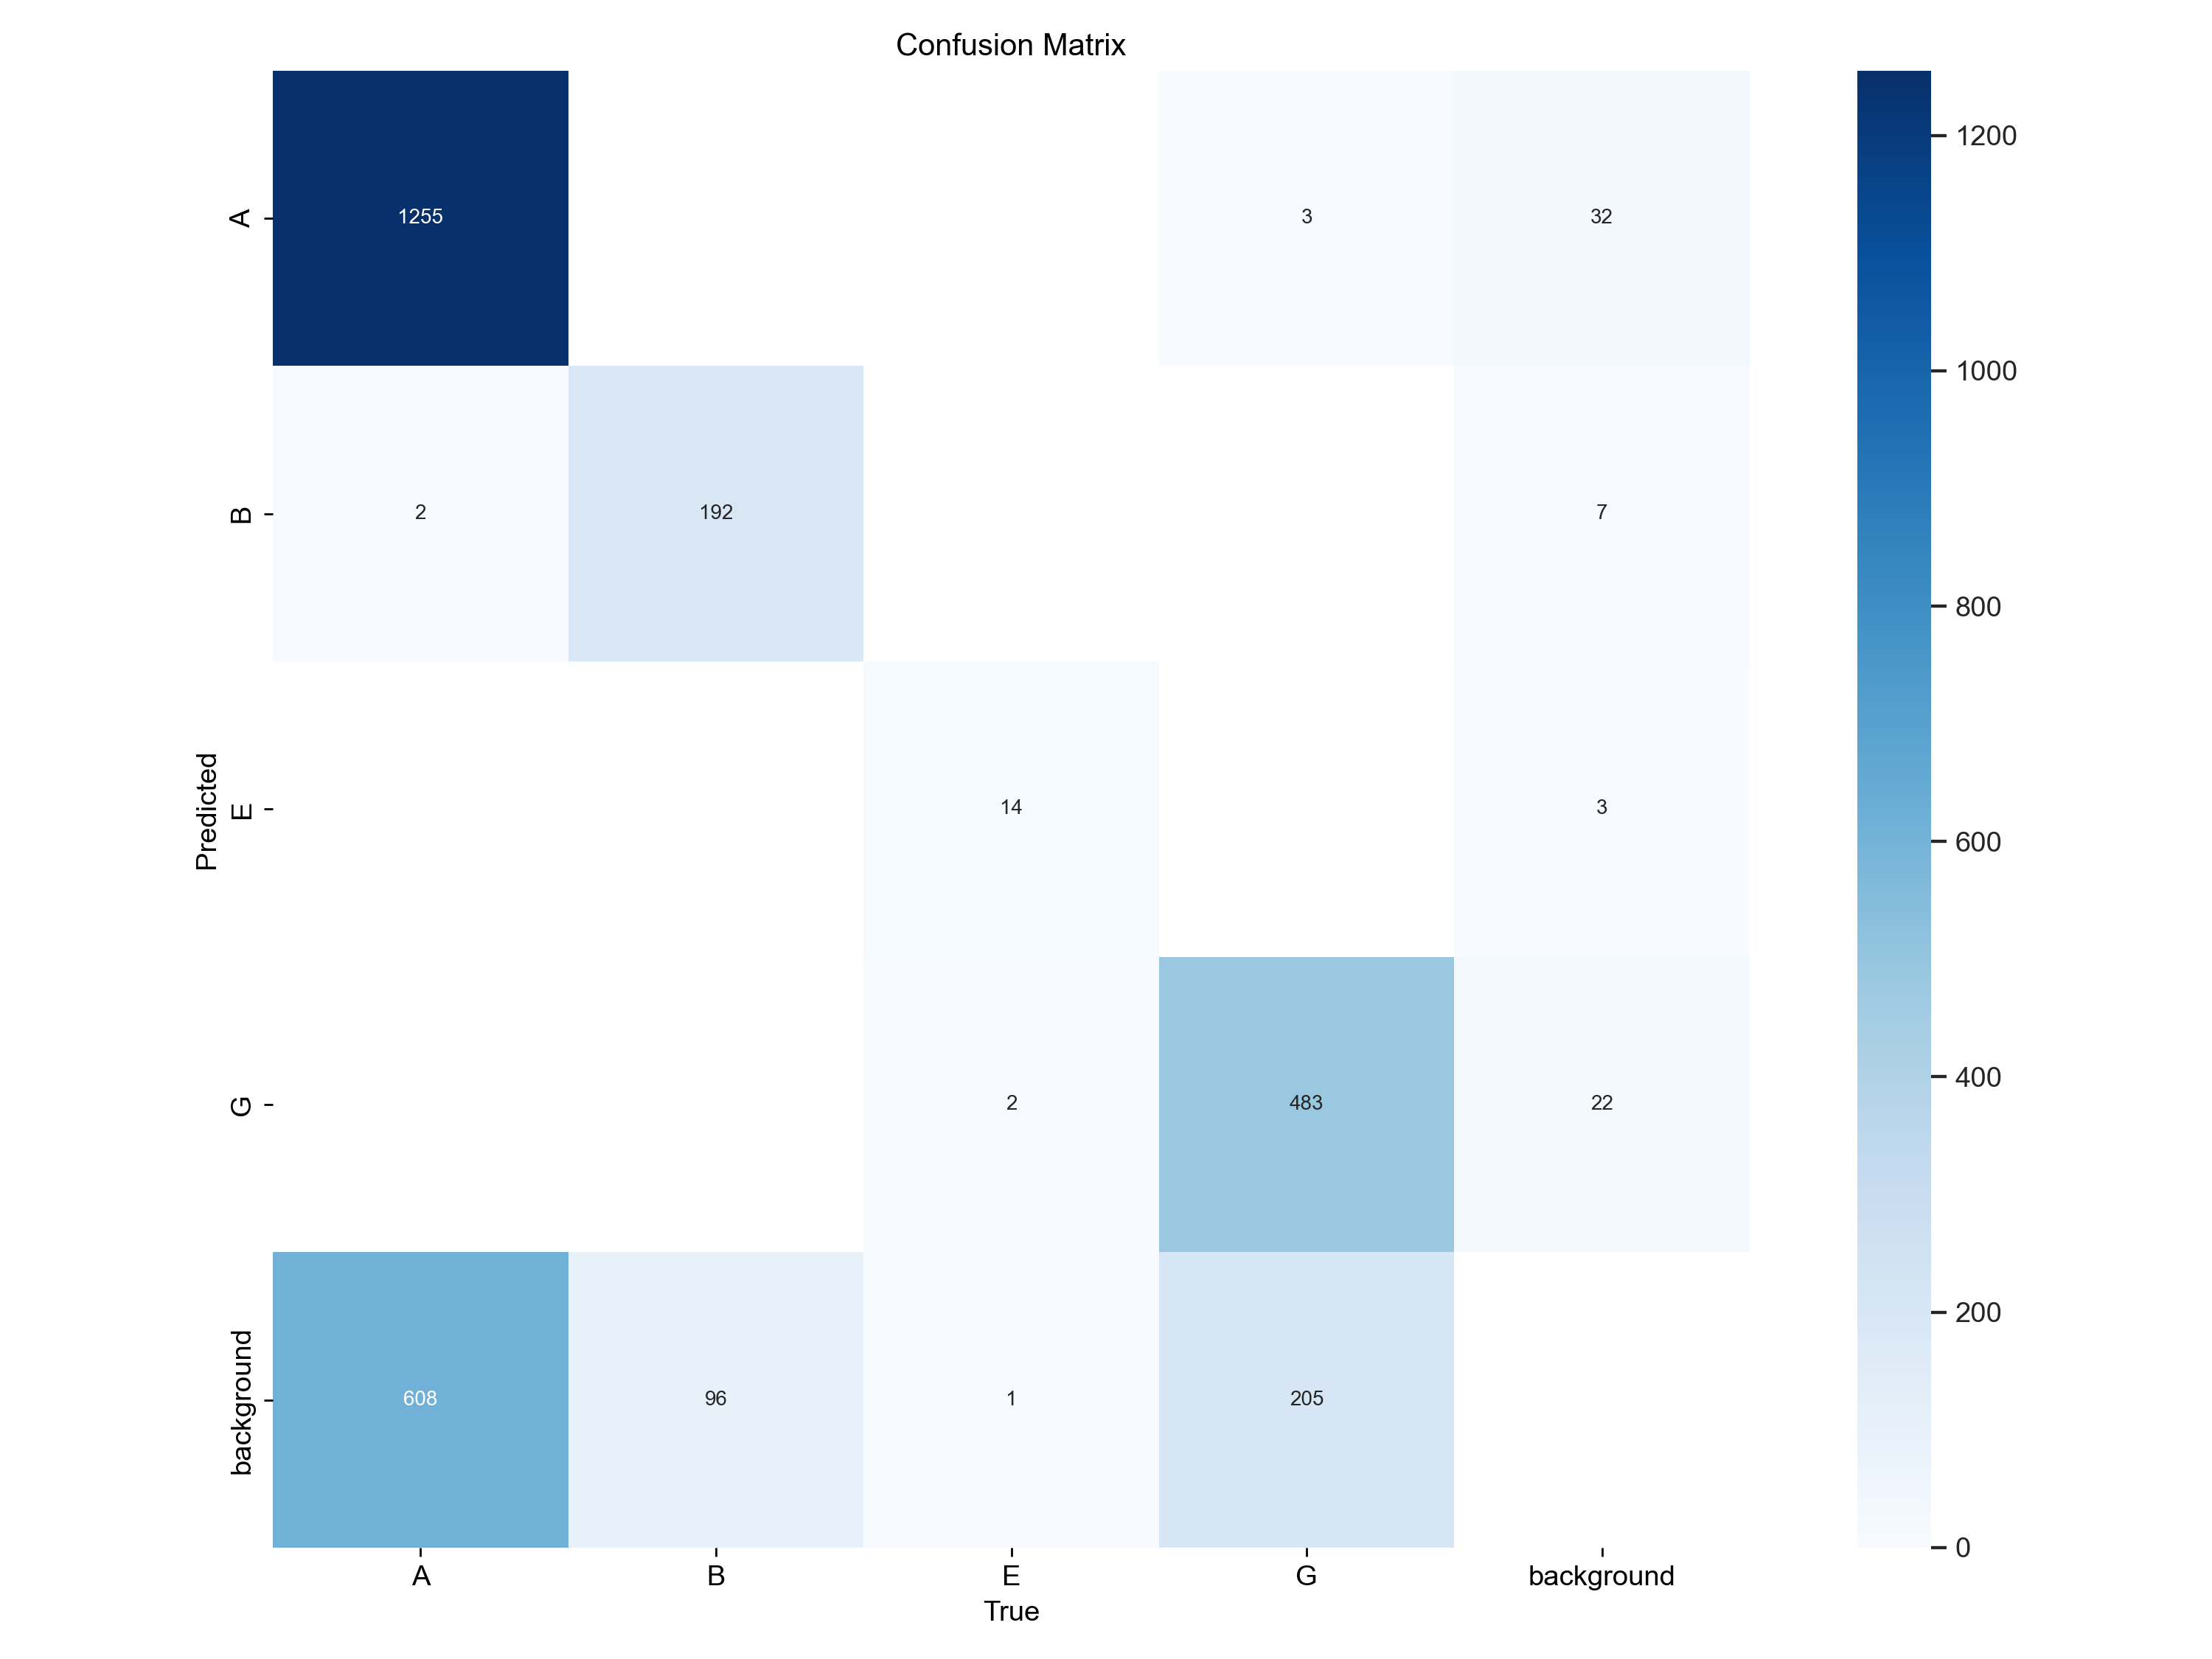 Confusion Matrix
A 1255 3 32
B 2 192 7
E 14 3
G 2 483 22
background 608 96 1 205
A B E G background
True
Predicted
1200
1000
800
600
400
200
0